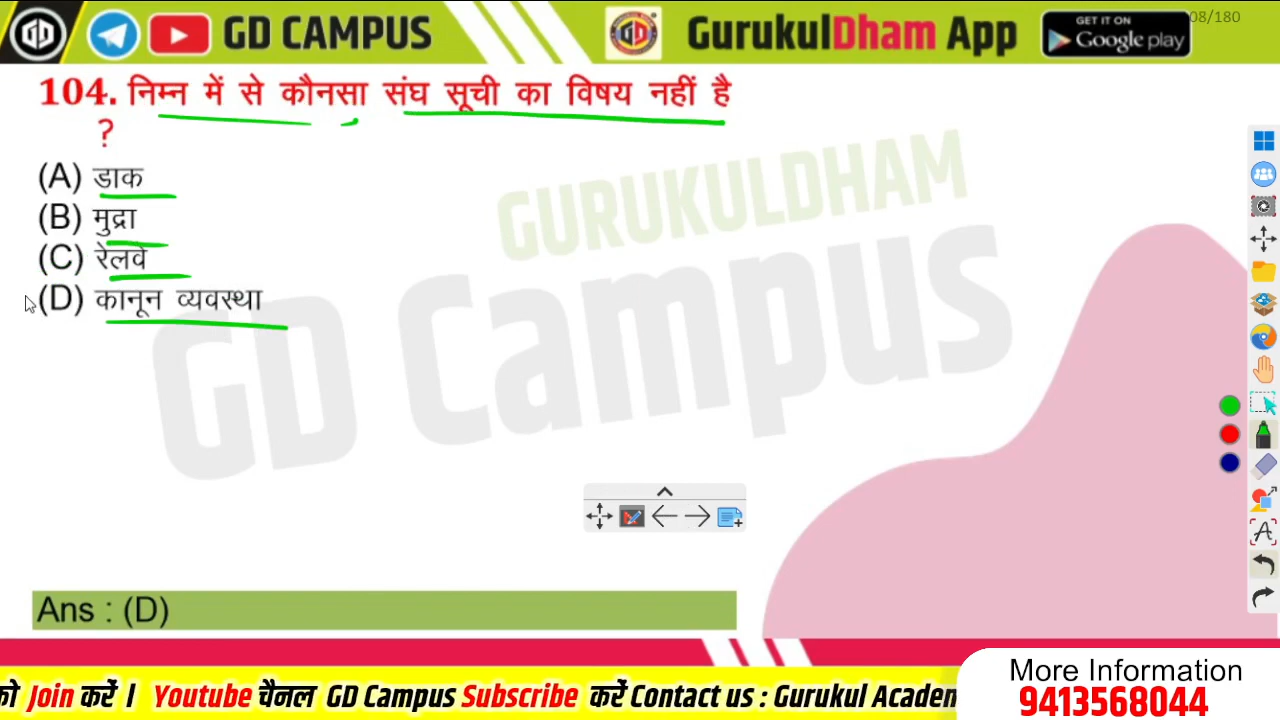 GD CAMPUS
GurukulDham App
GET IT ON
Google play
08/180
104. निम्न में से कौनसा संघ सूची का विषय नहीं है
?
(A) डाक
(B) मुद्रा
(C) रेलवे
(D) कानून व्यवस्था
GURUKULDHAM
GD Campus
Ans : (D)
को Join करें । Youtube चैनल GD Campus Subscribe करें Contact us : Gurukul Academ
More Information
9413568044